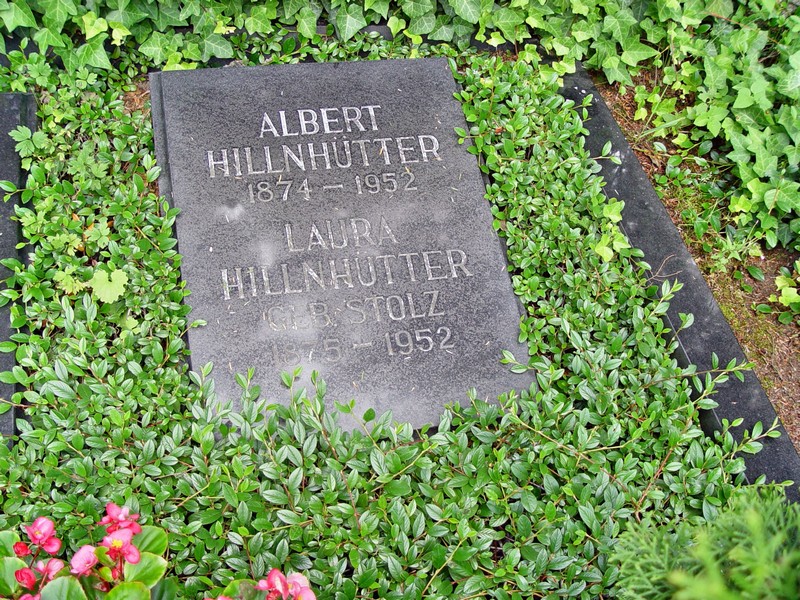 ALBERT
HILLNHÜTTER
1874 – 1952
LAURA
HILLNHÜTTER
GEB. STOLZ
1875 – 1952